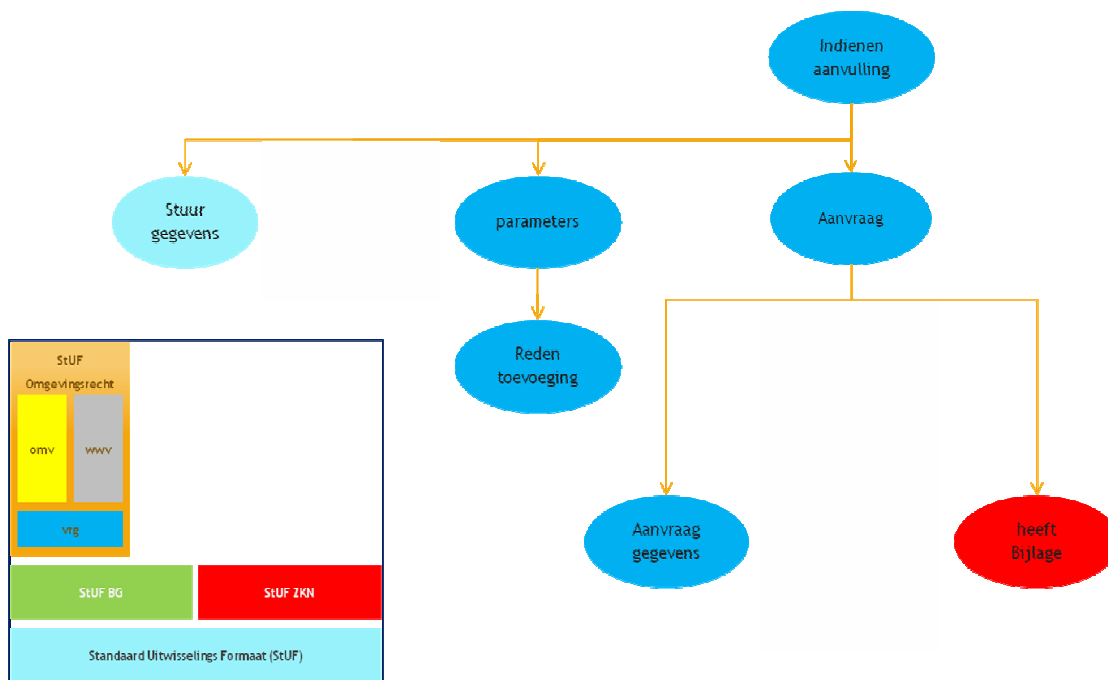 Indienen
aanvulling
Stuur
gegevens
parameters
Aanvraag
Reden
toevoeging
Aanvraag
gegevens
heeft
Bijlage
StUF
Omgevingsrecht
omv
wwv
vrg
StUF BG
StUF ZKN
Standaard Uitwisselings Formaat (StUF)